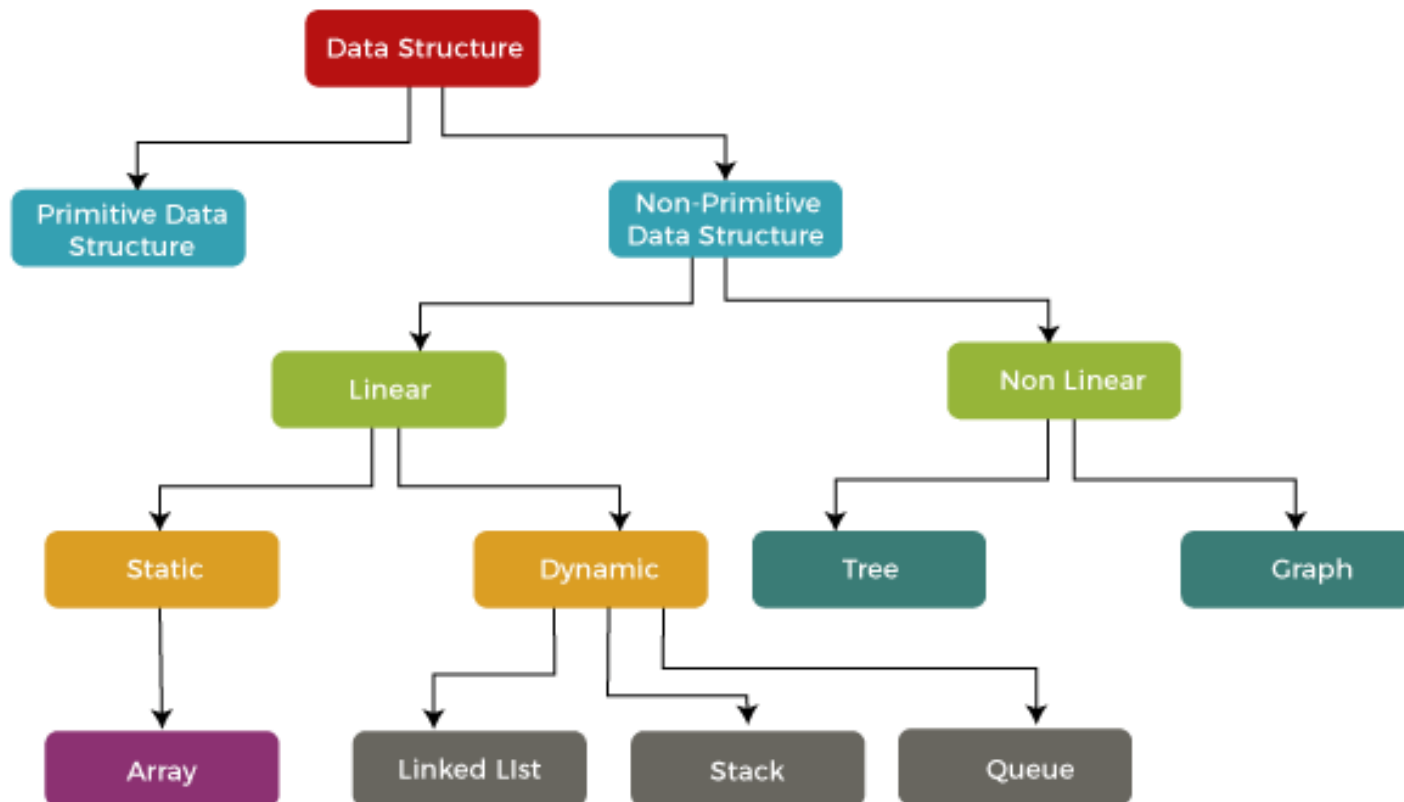 Data Structure
Primitive Data
Structure
Non-Primitive
Data Structure
Linear
Non Linear
Static
Dynamic
Tree
Graph
Array
Linked LIst
Stack
Queue